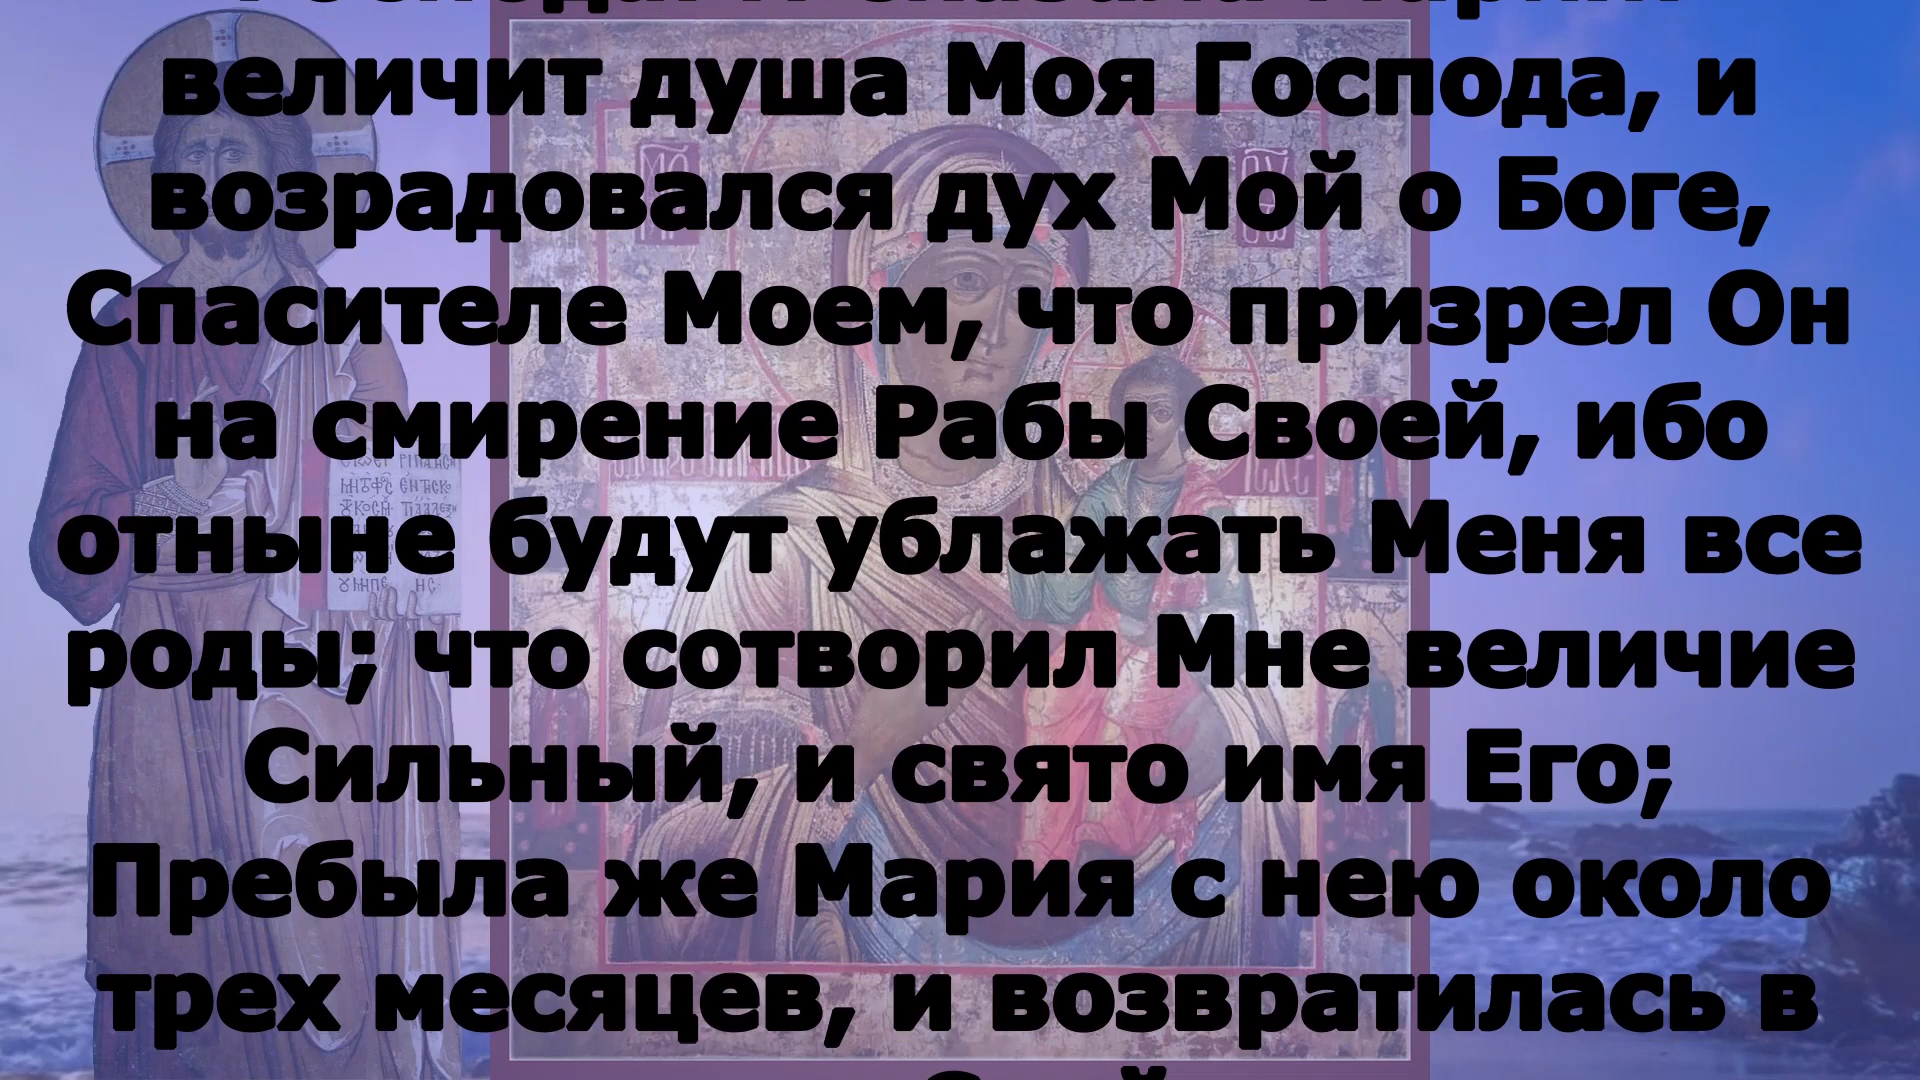 величит душа Моя Господа, и
возрадовался дух Мой о Боге,
Спасителе Моем, что призрел Он
на смирение Рабы Своей, ибо
отныне будут ублажать Меня все
роды; что сотворил Мне величие
Сильный, и свято имя Его;
Пребыла же Мария с нею около
трех месяцев, и возвратилась в